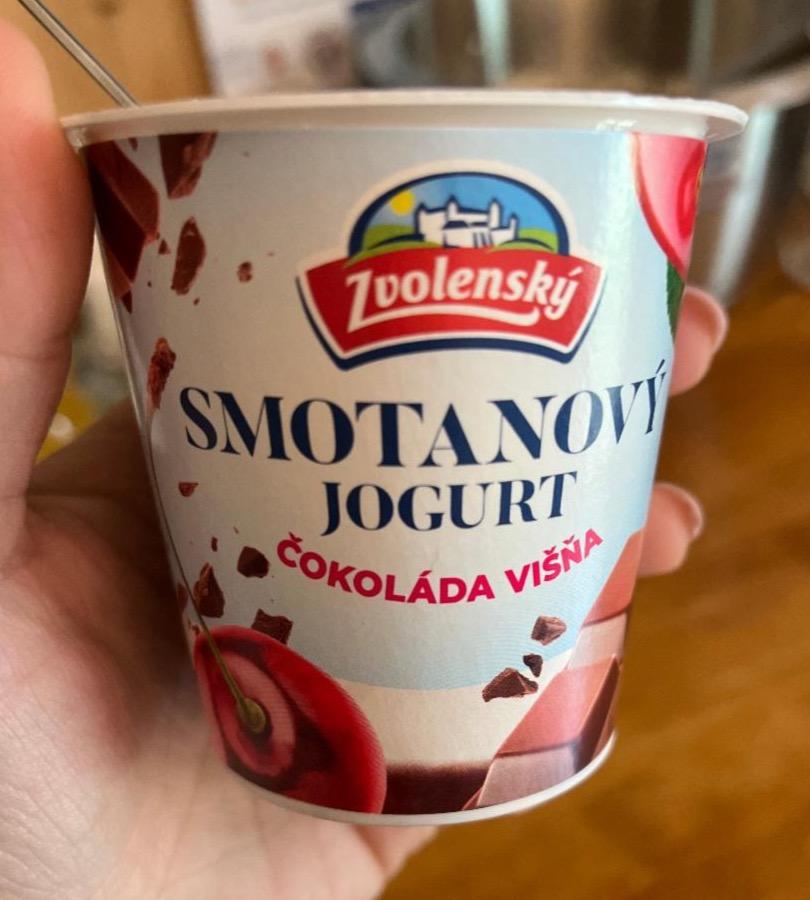 Zvolenský
SMOTANOVÝ
JOGURT
ČOKOLÁDA VIŠŇA